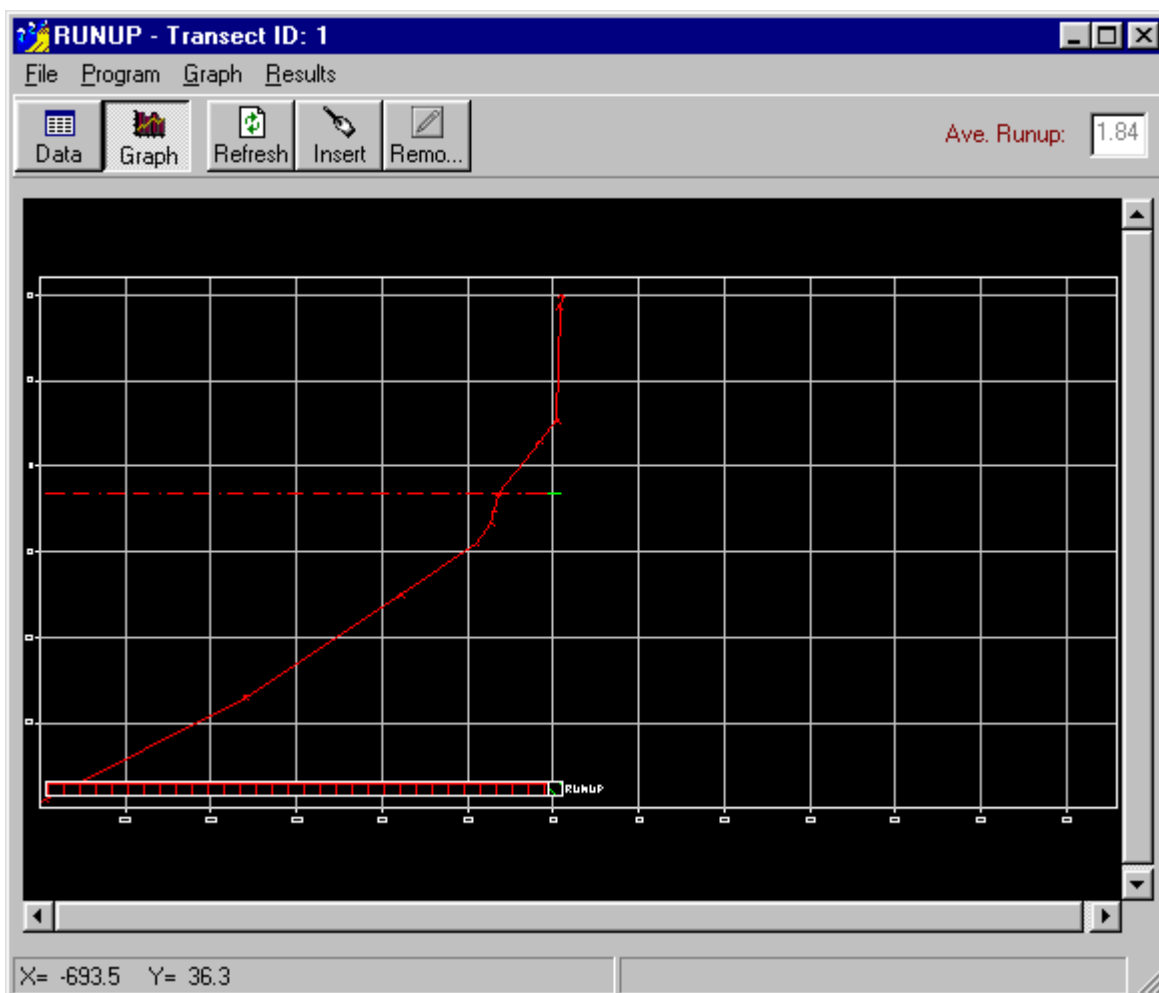 RUNUP - Transect ID: 1
File Program Graph Results
Data Graph Refresh Insert Remo... Ave. Runup: 1.84
RUNUP
X= -693.5 Y= 36.3